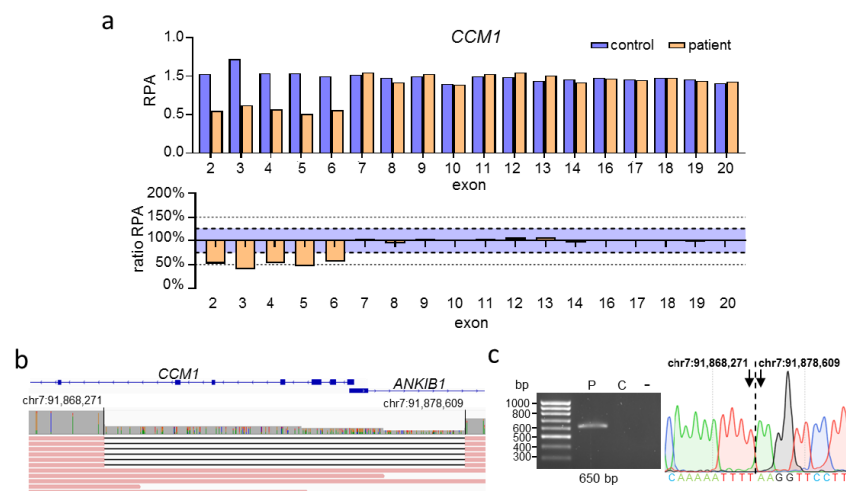 a
CCM1
control patient
RPA
1.0
1.5
0.5
0.0
2 3 4 5 6 7 8 9 10 11 12 13 14 16 17 18 19 20
exon
ratio RPA
200%
150%
100%
50%
0%
2 3 4 5 6 7 8 9 10 11 12 13 14 16 17 18 19 20
exon
b
CCM1
ANKIB1
chr7:91,868,271
chr7:91,878,609
c
bp
P C -
1000
800
600
500
400
300
650 bp
chr7:91,868,271 chr7:91,878,609
CAAAAATTTTAAGGTTCCTT